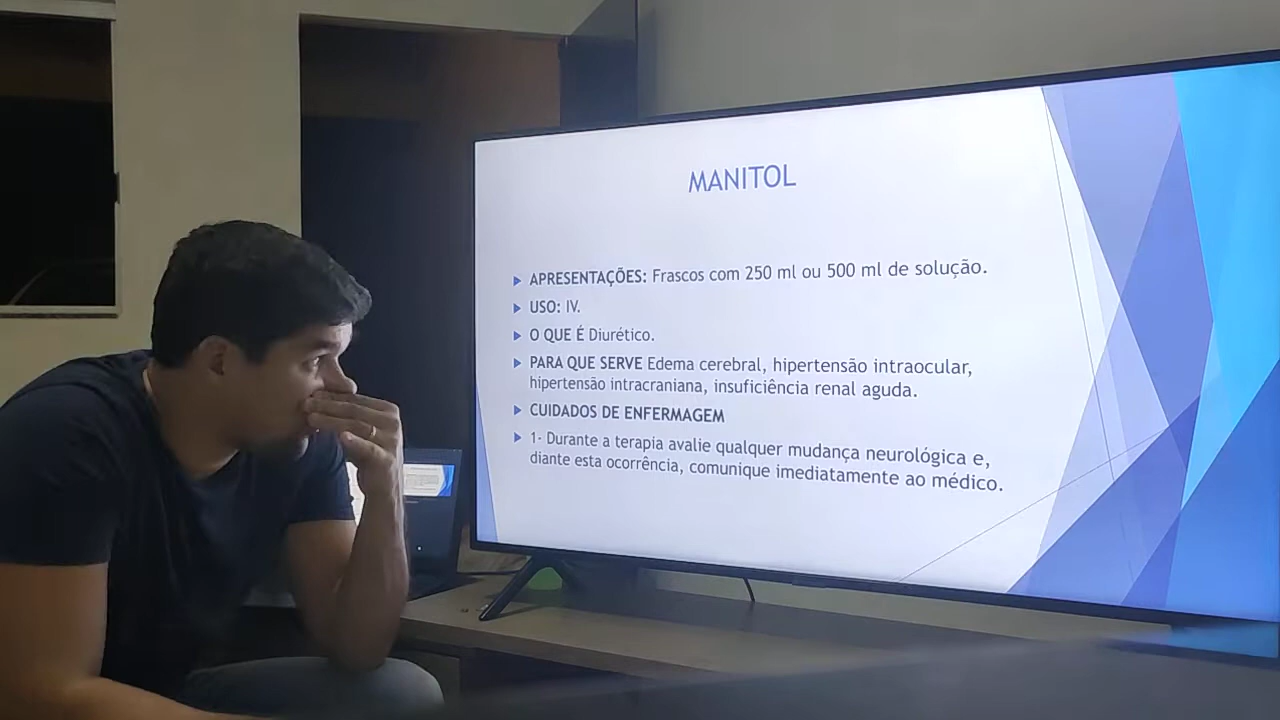 MANITOL
APRESENTAÇÕES: Frascos com 250 ml ou 500 ml de solução.
USO: IV.
O QUE É Diurético.
PARA QUE SERVE Edema cerebral, hipertensão intraocular,
hipertensão intracraniana, insuficiência renal aguda.
CUIDADOS DE ENFERMAGEM
1- Durante a terapia avalie qualquer mudança neurológica e,
diante esta ocorrência, comunique imediatamente ao médico.